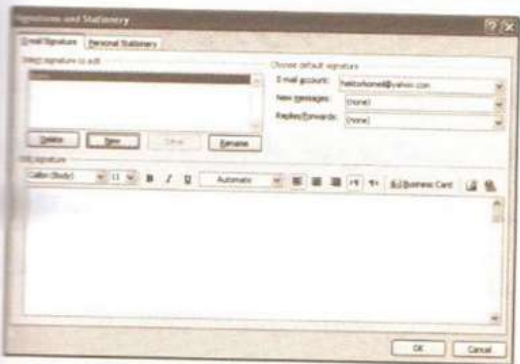 Signatures and Stationery
E-mail Signature Personal Stationery
Select signature to edit
Choose default signature
E-mail account:
New messages: (none)
Replies/forwards: (none)
Delete New Save Rename
Edit signature
Calibri (Body) 11 B I U Automatic Business Card
OK Cancel